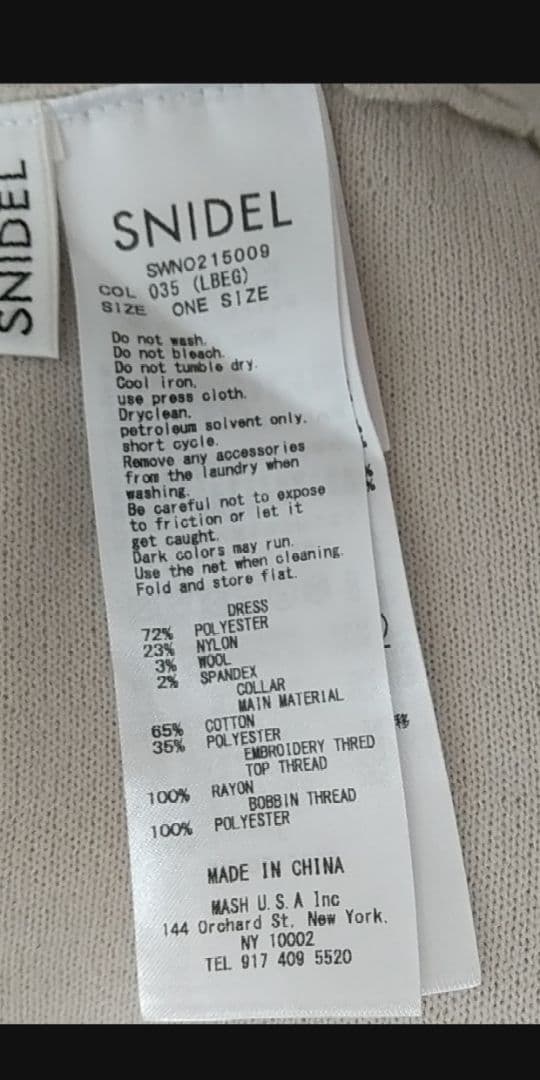 SNIDEL
SNIDEL
SWNO215009
COL 035 (LBEG)
SIZE ONE SIZE
Do not wash.
Do not bleach.
Do not tumble dry.
Cool iron.
use press cloth.
Dryclean.
petroleum solvent only.
short cycle.
Remove any accessories
from the laundry when
washing.
Be careful not to expose
to friction or let it
get caught.
Dark colors may run.
Use the net when cleaning.
Fold and store flat.
DRESS
72% POLYESTER
23% NYLON
3% WOOL
2% SPANDEX
COLLAR
MAIN MATERIAL
65% COTTON
35% POLYESTER
EMBROIDERY THRED
TOP THREAD
100% RAYON
BOBBIN THREAD
100% POLYESTER
MADE IN CHINA
MASH U.S.A Inc
144 Orchard St. New York.
NY 10002
TEL 917 409 5520
%
%
移